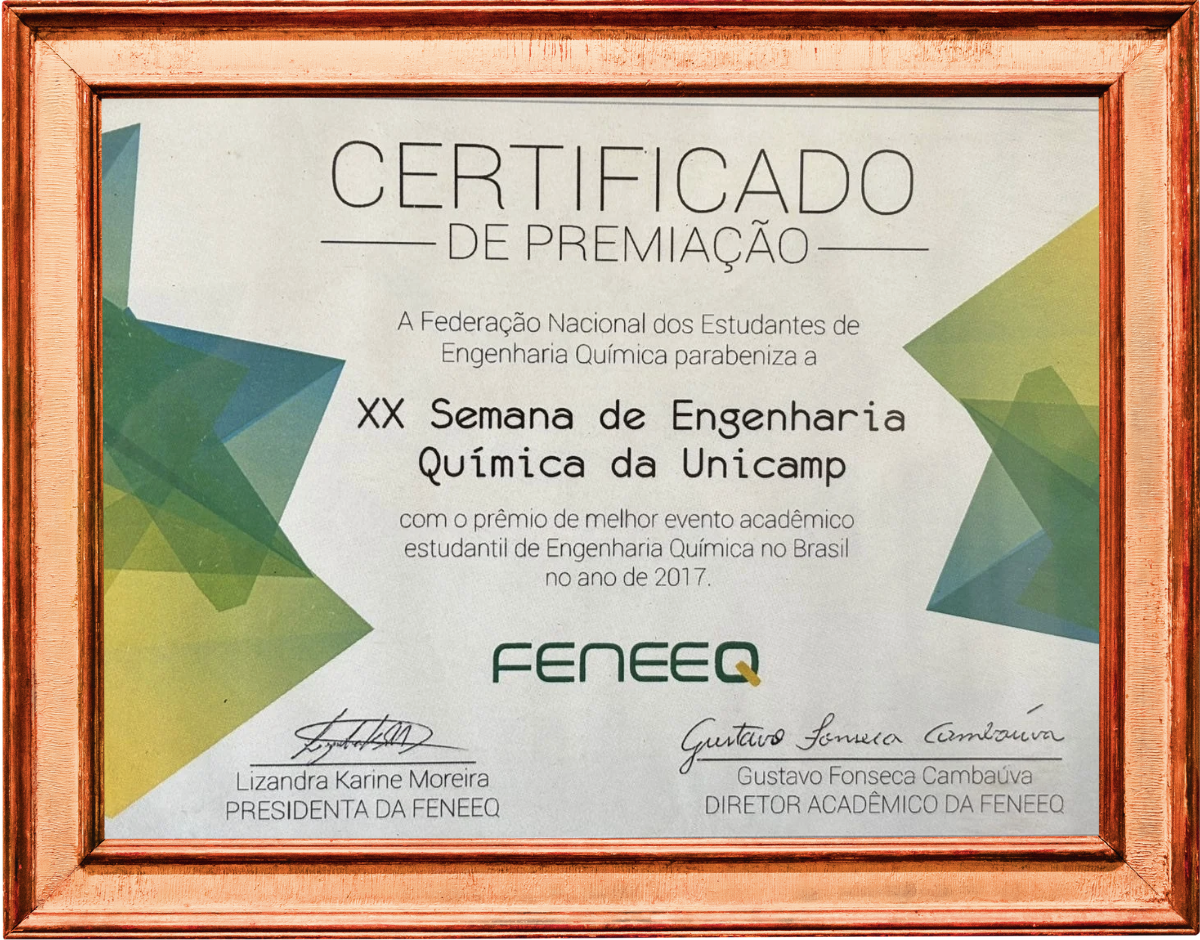 CERTIFICADO
DE PREMIAÇÃO
A Federação Nacional dos Estudantes de
Engenharia Química parabeniza a
XX Semana de Engenharia
Química da Unicamp
com o prêmio de melhor evento acadêmico
estudantil de Engenharia Química no Brasil
no ano de 2017.
FENEEQ
Gustavo Fonseca Cambaúva
Lizandra Karine Moreira
PRESIDENTA DA FENEEQ
Gustavo Fonseca Cambaúva
DIRETOR ACADÊMICO DA FENEEQ